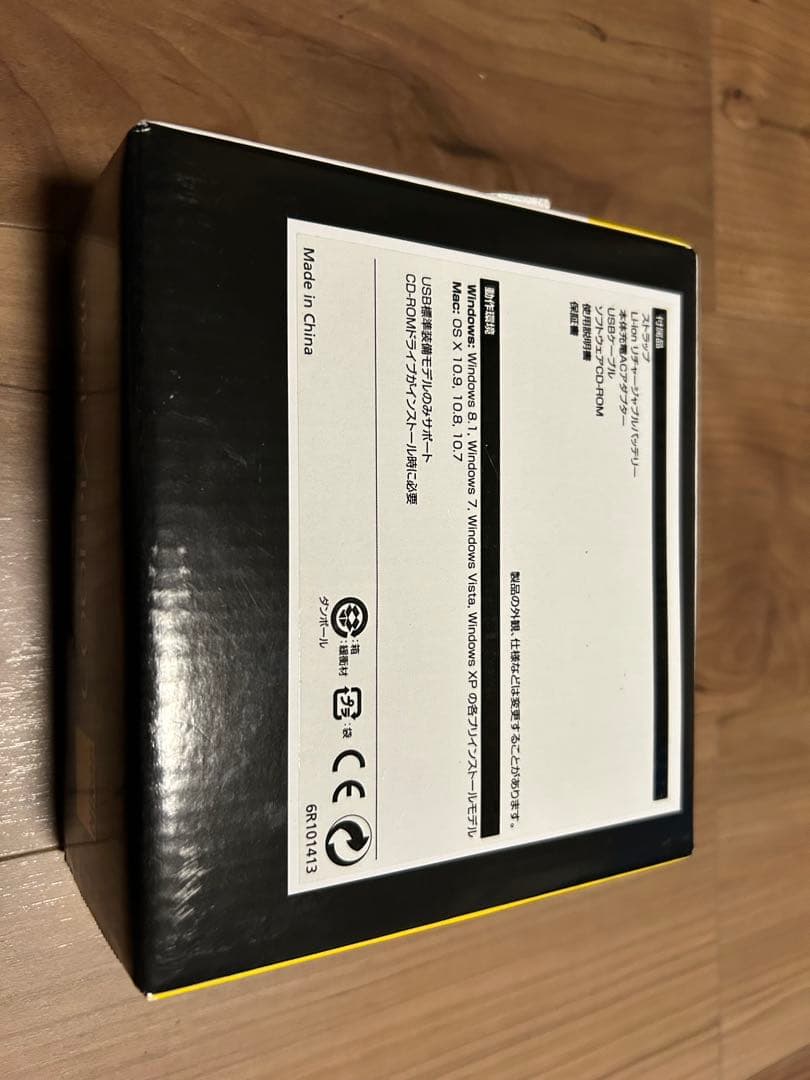 付属品
ストラップ
Li-ion リチャージャブルバッテリー
本体充電ACアダプター
USBケーブル
ソフトウェアCD-ROM
使用説明書
保証書
製品の外観、仕様などは変更することがあります。
動作環境
Windows: Windows 8.1, Windows 7, Windows Vista, Windows XP の各プリインストールモデル
Mac: OS X 10.9, 10.8, 10.7
USB標準装備モデルのみサポート
CD-ROMドライブがインストール時に必要
:箱
:緩衝材
ダンボール
プラ
:袋
CE
Made in China
6R101413